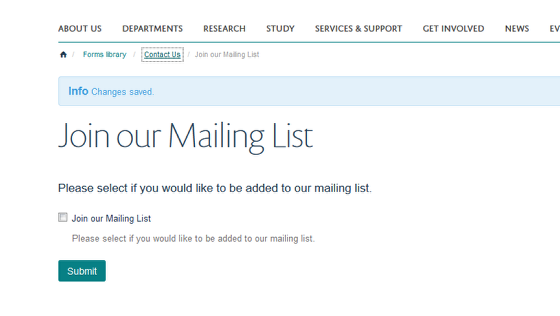 ABOUT US DEPARTMENTS RESEARCH STUDY SERVICES & SUPPORT GET INVOLVED NEWS EV
/ Forms library / Contact Us / Join our Mailing List
Info Changes saved.
Join our Mailing List
Please select if you would like to be added to our mailing list.
Join our Mailing List
Please select if you would like to be added to our mailing list.
Submit